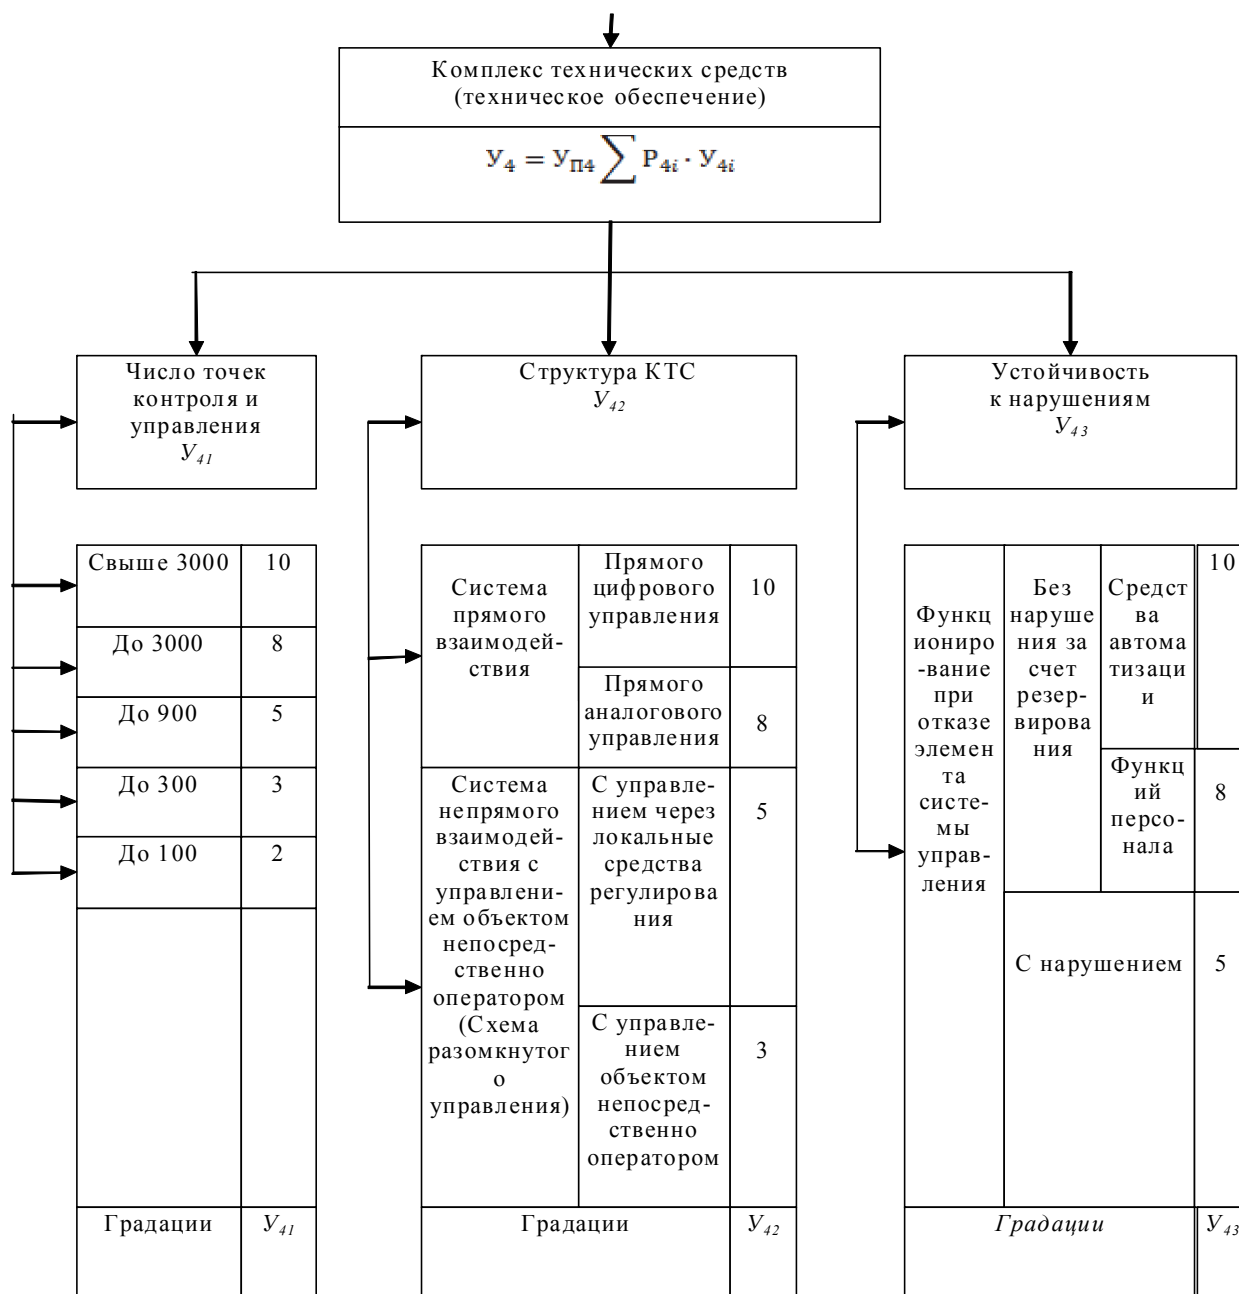 Комплекс технических средств
(техническое обеспечение)
У₄ = У_П4 ∑ Р₄ᵢ · У₄ᵢ
Число точек
контроля и
управления
У₄₁
Структура КТС
У₄₂
Устойчивость
к нарушениям
У₄₃
Свыше 3000 10
До 3000 8
До 900 5
До 300 3
До 100 2
Градации У₄₁
Система
прямого
взаимодей-
ствия
Прямого
цифрового
управления
10
Прямого
аналогового
управления
8
Система
непрямого
взаимодей-
ствия с
управлени-
ем объектом
непосред-
ственно
оператором
(Схема
разомкнутог
о
управления)
С управле-
нием через
локальные
средства
регулирова
ния
5
С управле-
нием
объектом
непосред-
ственно
оператором
3
Градации У₄₂
Функц
иониро
-вание
при
отказе
элемен
та
систе-
мы
управ-
ления
Без
наруше
ния за
счет
резер-
вирова
ния
Средст
ва
автома
тизаци
и
10
Функц
ий
персо-
нала
8
С нарушением
5
Градации У₄₃